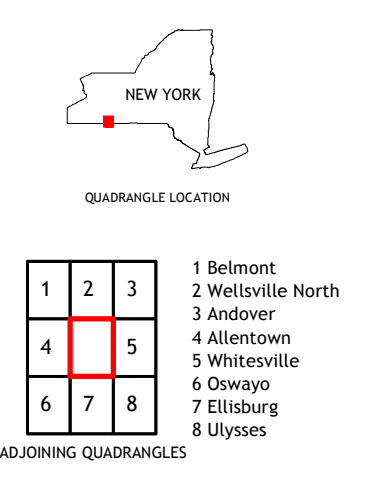 NEW YORK
QUADRANGLE LOCATION
1 2 3
4 5
6 7 8
1 Belmont
2 Wellsville North
3 Andover
4 Allentown
5 Whitesville
6 Oswayo
7 Ellisburg
8 Ulysses
ADJOINING QUADRANGLES